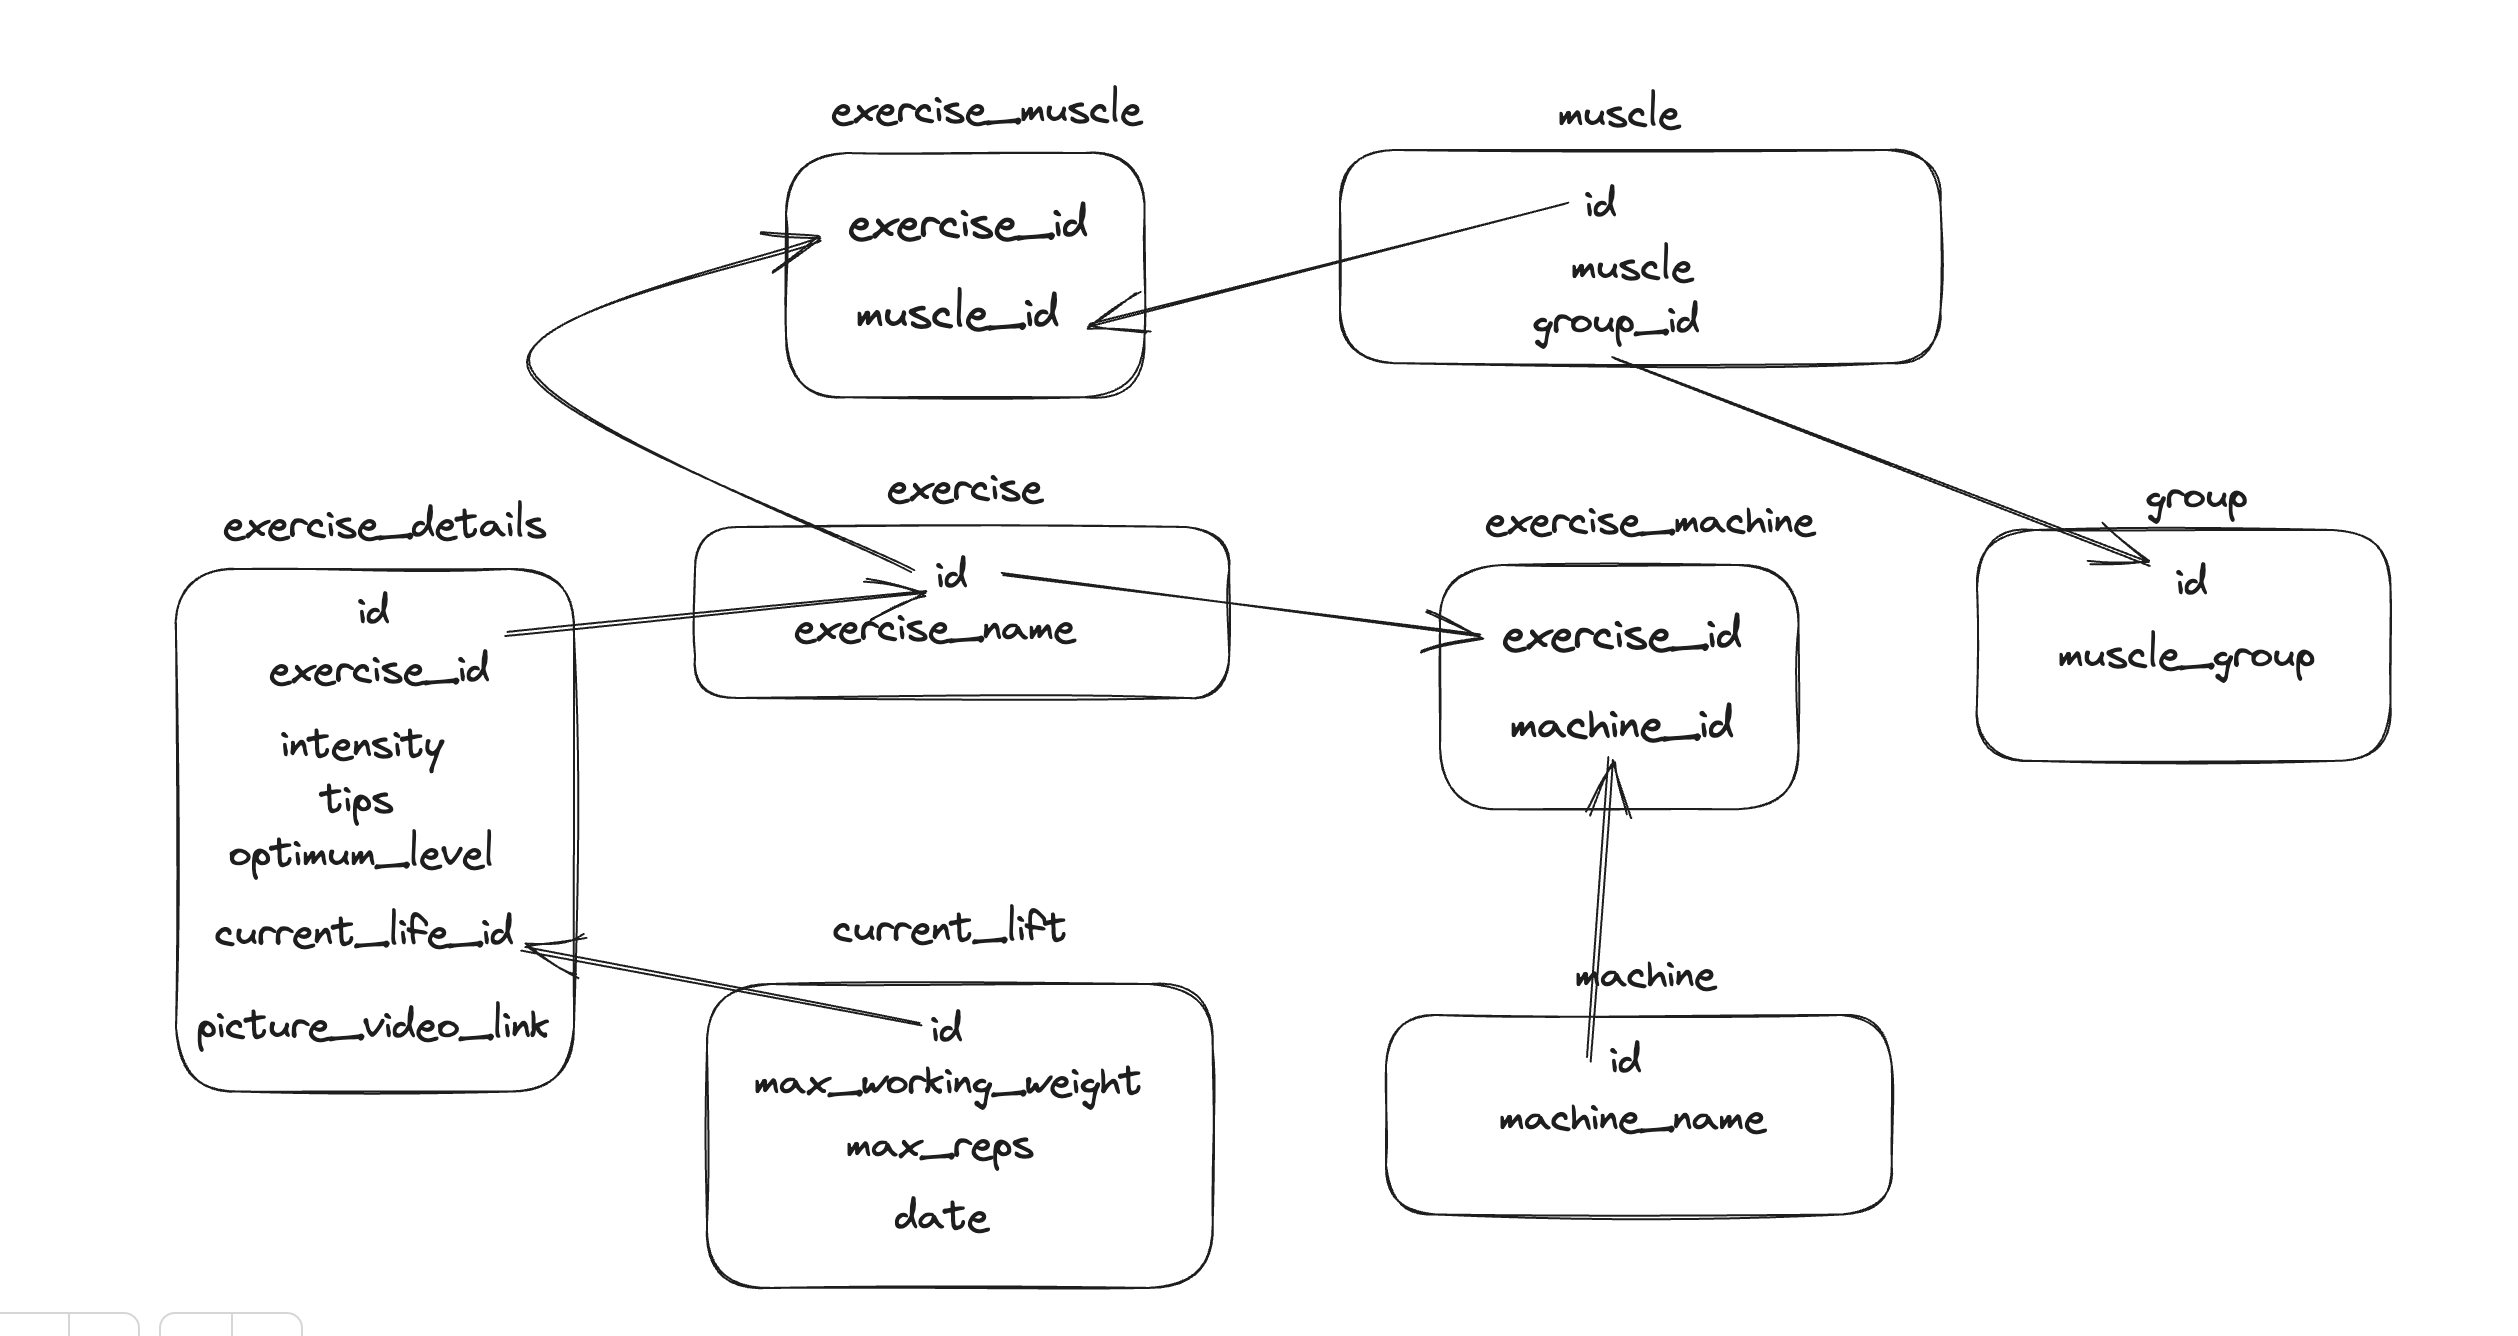 exercise_muscle
exercise_id
muscle_id
muscle
id
muscle
group_id
exercise_details
id
exercise_id
intensity
tips
optimum_level
current_life_id
picture_video_link
exercise
id
exercise_name
exercise_machine
exercise_id
machine_id
group
id
muscle_group
current_lift
id
max_working_weight
max_reps
date
machine
id
machine_name